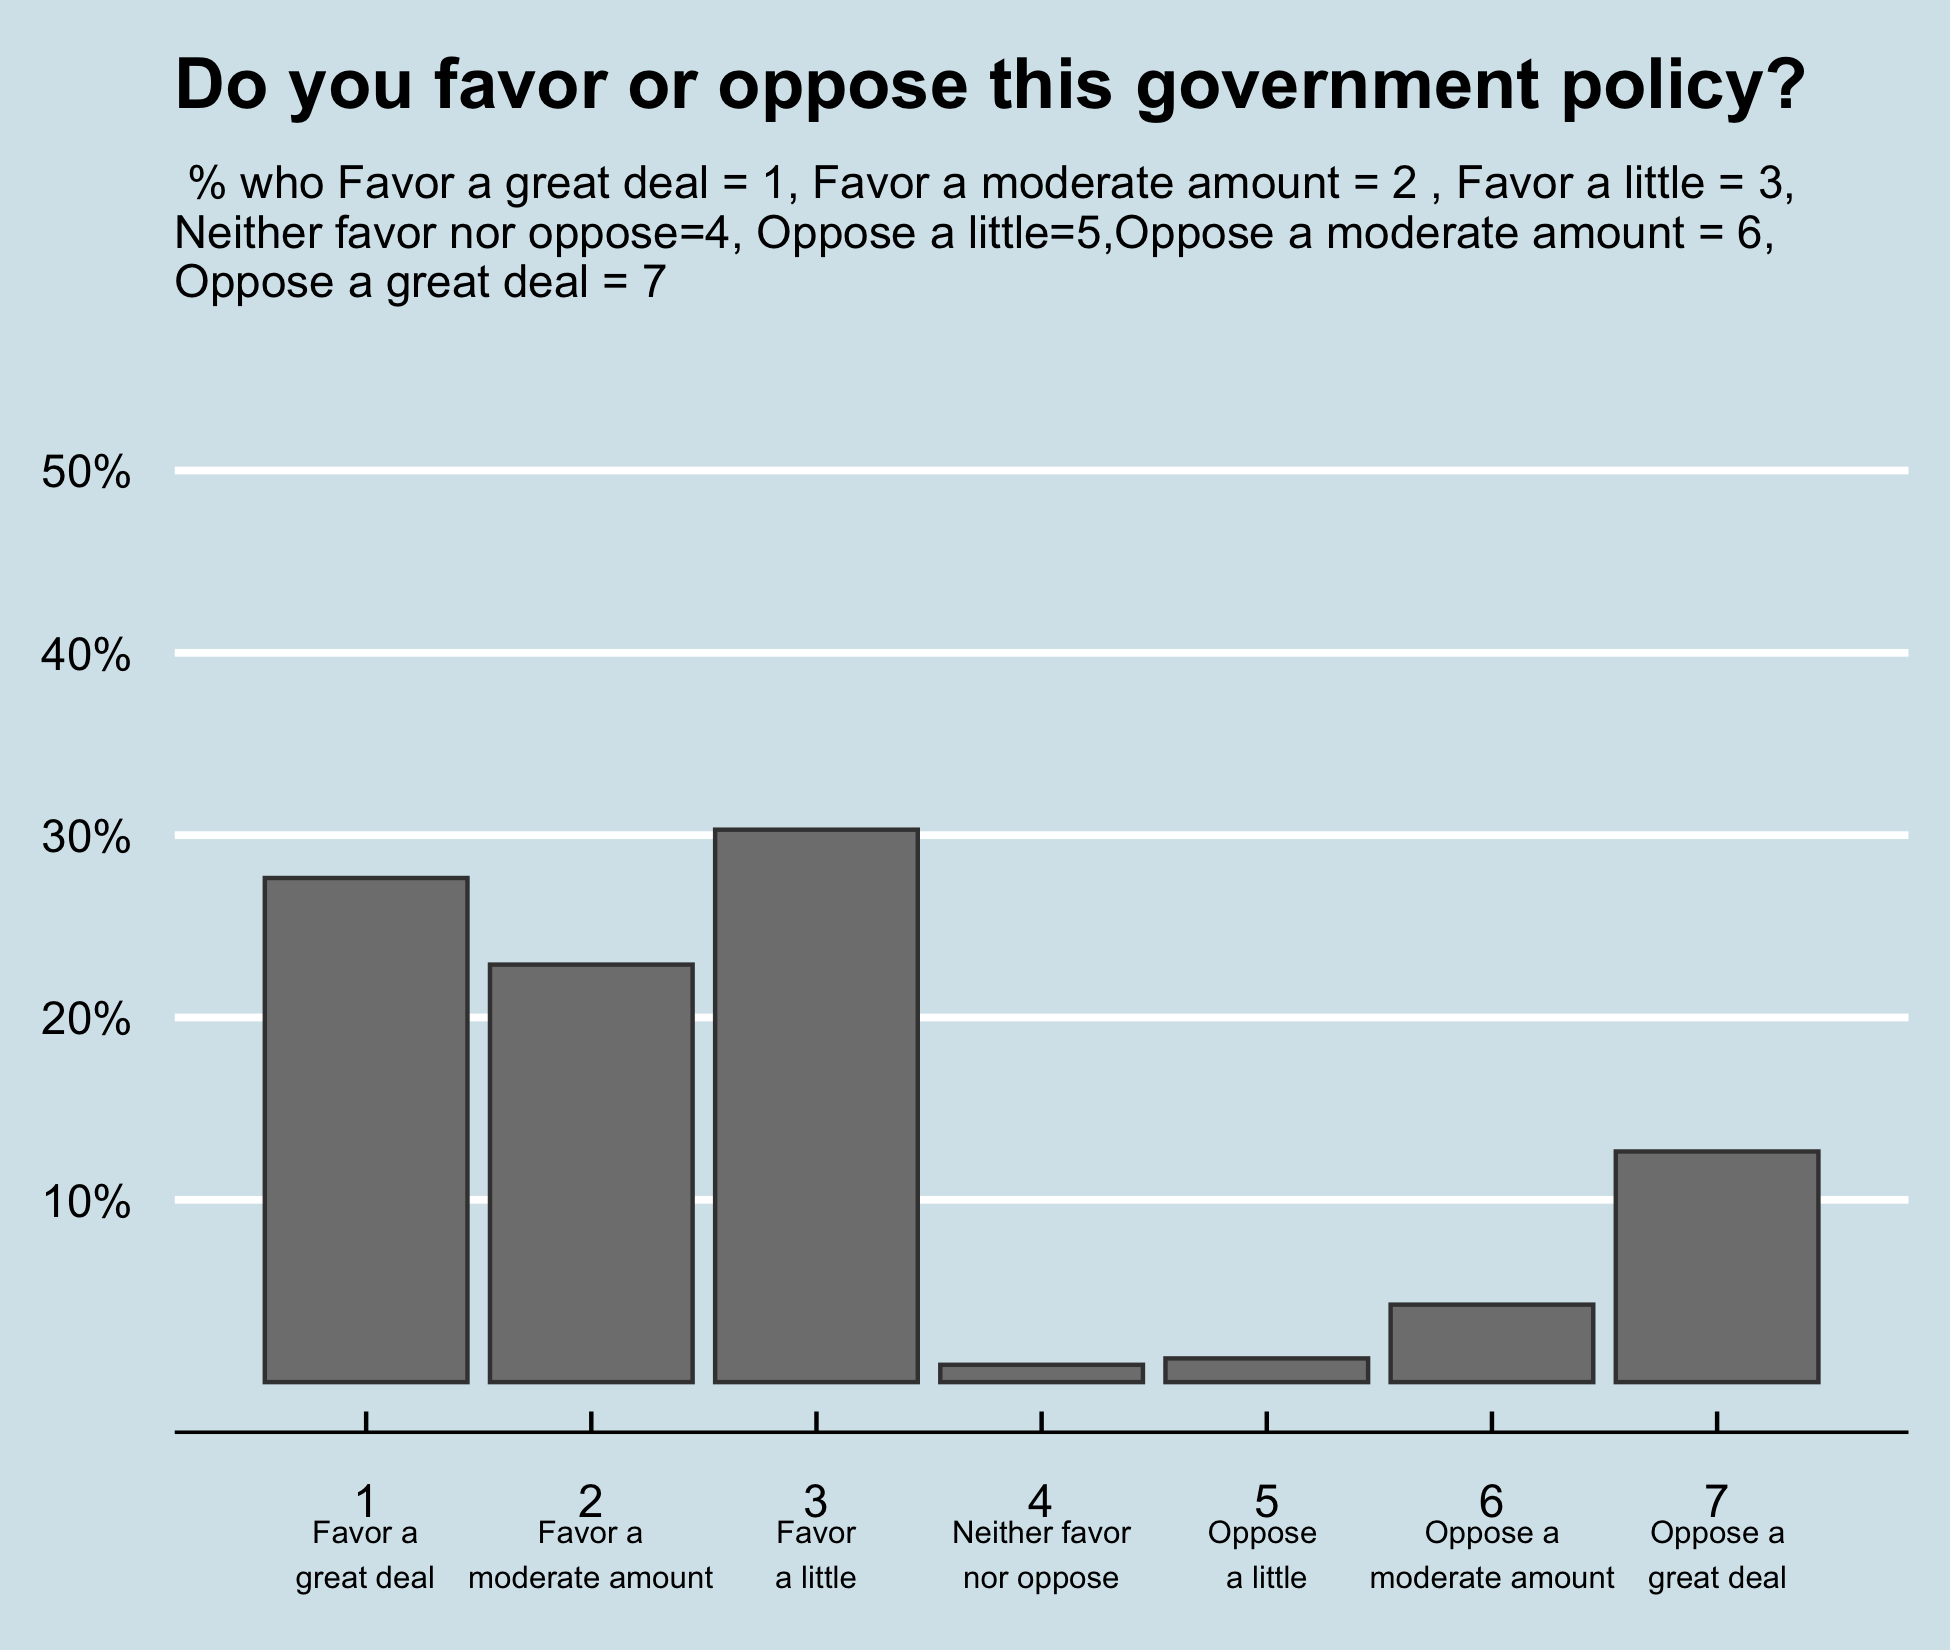 Do you favor or oppose this government policy?
% who Favor a great deal = 1, Favor a moderate amount = 2 , Favor a little = 3,
Neither favor nor oppose=4, Oppose a little=5,Oppose a moderate amount = 6,
Oppose a great deal = 7
50%
40%
30%
20%
10%
1 2 3 4 5 6 7
Favor a Favor a Favor Neither favor Oppose Oppose a Oppose a
great deal moderate amount a little nor oppose a little moderate amount great deal